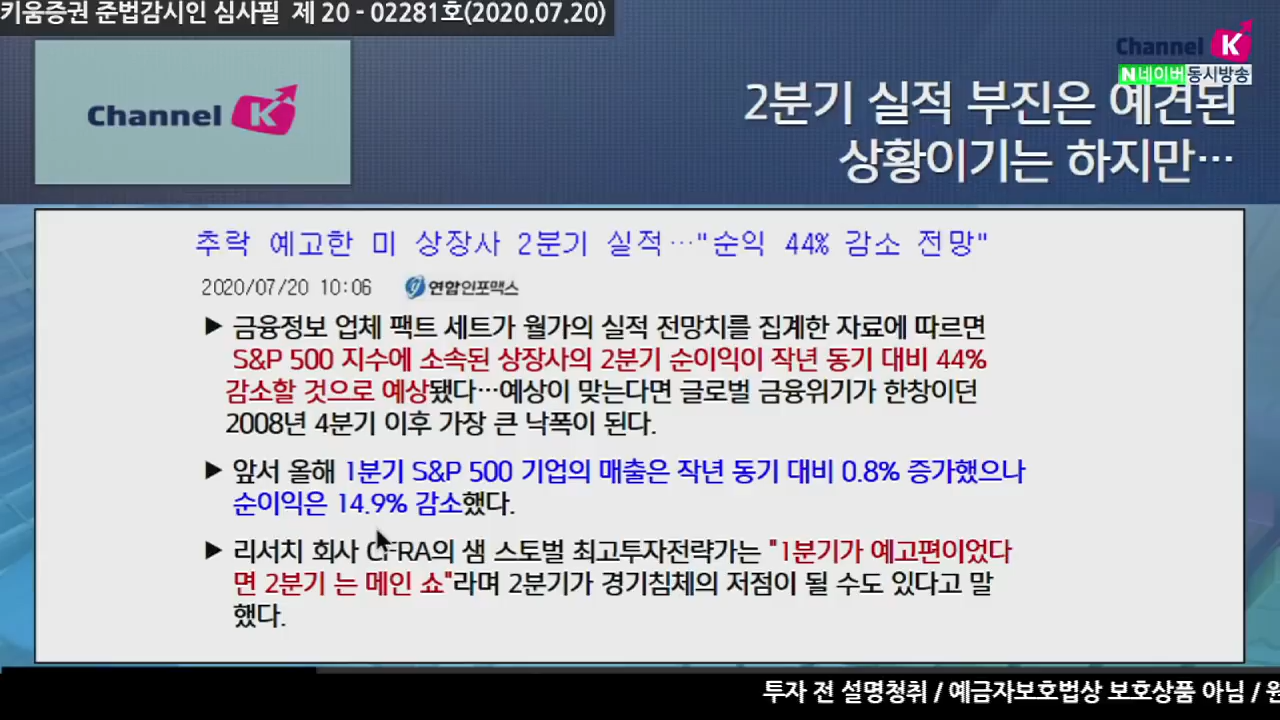 키움증권 준법감시인 심사필 제 20 - 02281호(2020.07.20)
Channel K
Channel K
N네이버동시방송
2분기 실적 부진은 예견된
상황이기는 하지만…
추락 예고한 미 상장사 2분기 실적…"순익 44% 감소 전망"
2020/07/20 10:06 연합인포맥스
▶ 금융정보 업체 팩트 세트가 월가의 실적 전망치를 집계한 자료에 따르면
S&P 500 지수에 소속된 상장사의 2분기 순이익이 작년 동기 대비 44%
감소할 것으로 예상됐다…예상이 맞는다면 글로벌 금융위기가 한창이던
2008년 4분기 이후 가장 큰 낙폭이 된다.
▶ 앞서 올해 1분기 S&P 500 기업의 매출은 작년 동기 대비 0.8% 증가했으나
순이익은 14.9% 감소했다.
▶ 리서치 회사 CFRA의 샘 스토벌 최고투자전략가는 "1분기가 예고편이었다
면 2분기 는 메인 쇼"라며 2분기가 경기침체의 저점이 될 수도 있다고 말
했다.
투자 전 설명청취 / 예금자보호법상 보호상품 아님 /